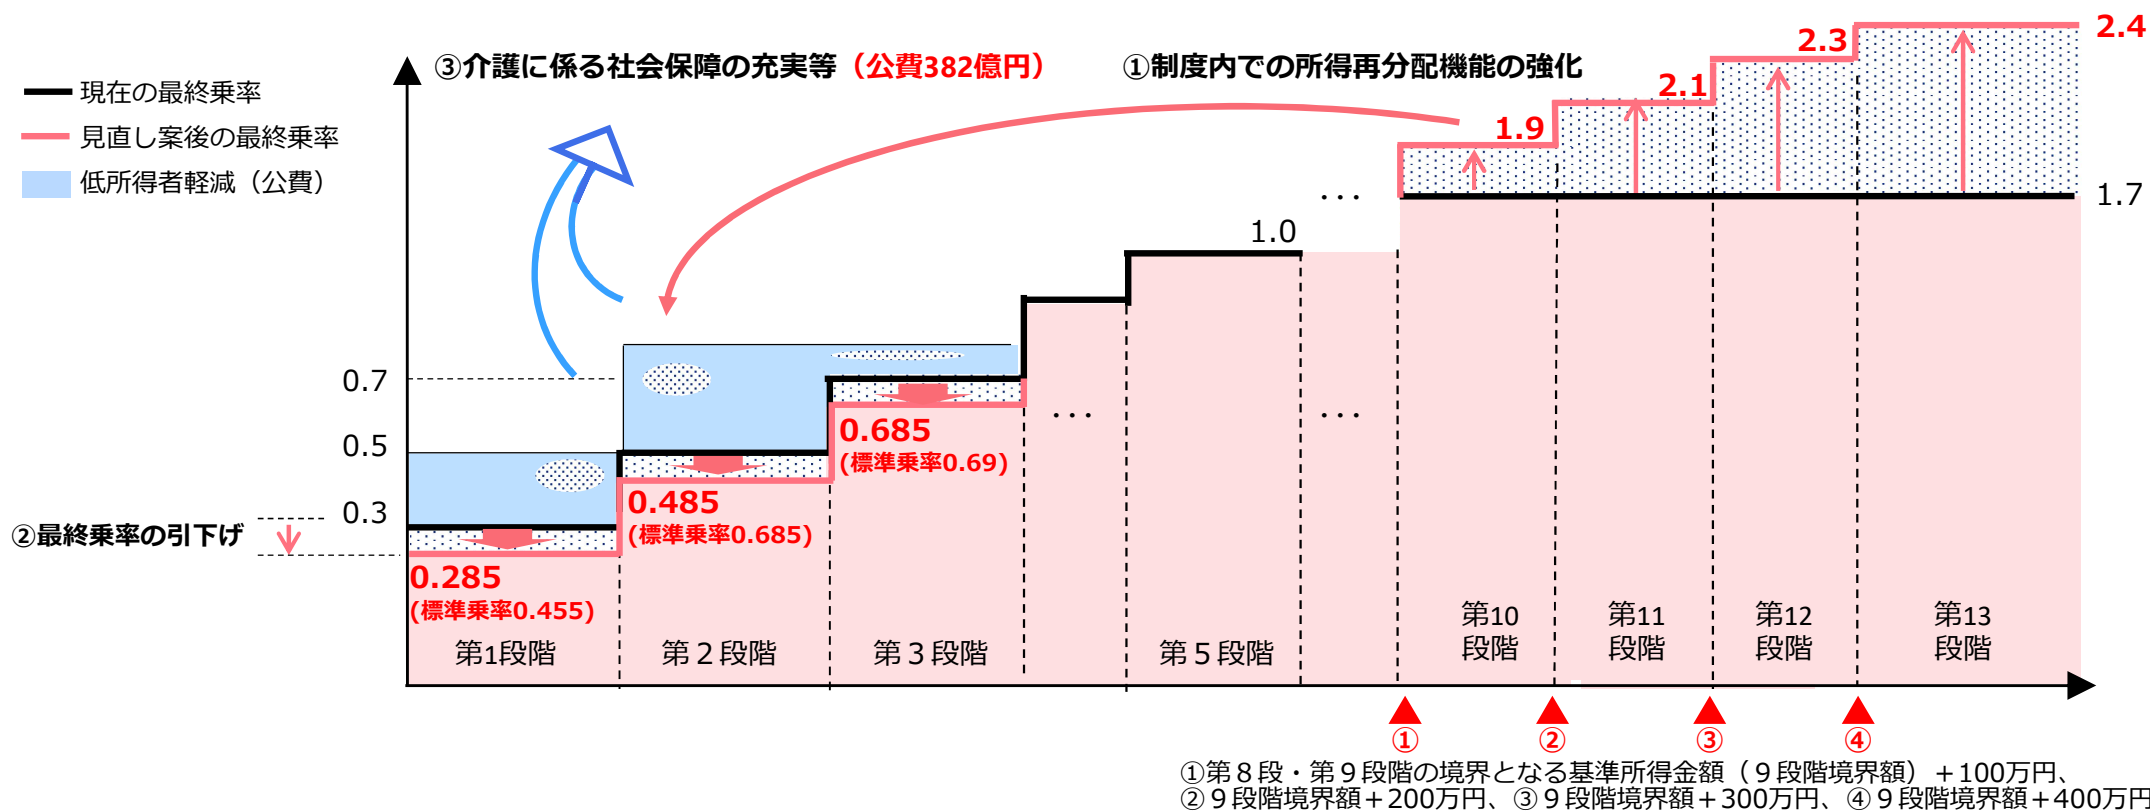 ③介護に係る社会保障の充実等（公費382億円）
①制度内での所得再分配機能の強化
現在の最終乗率
見直し案後の最終乗率
低所得者軽減（公費）
2.4
2.3
2.1
1.9
1.7
1.0
…
0.7
0.5
0.3
②最終乗率の引下げ
0.685
(標準乗率0.69)
…
…
0.485
(標準乗率0.685)
0.285
(標準乗率0.455)
第1段階
第２段階
第３段階
第５段階
第10
段階
第11
段階
第12
段階
第13
段階
①
②
③
④
①第８段・第９段階の境界となる基準所得金額（９段階境界額）＋100万円、
②９段階境界額＋200万円、③９段階境界額＋300万円、④９段階境界額＋400万円